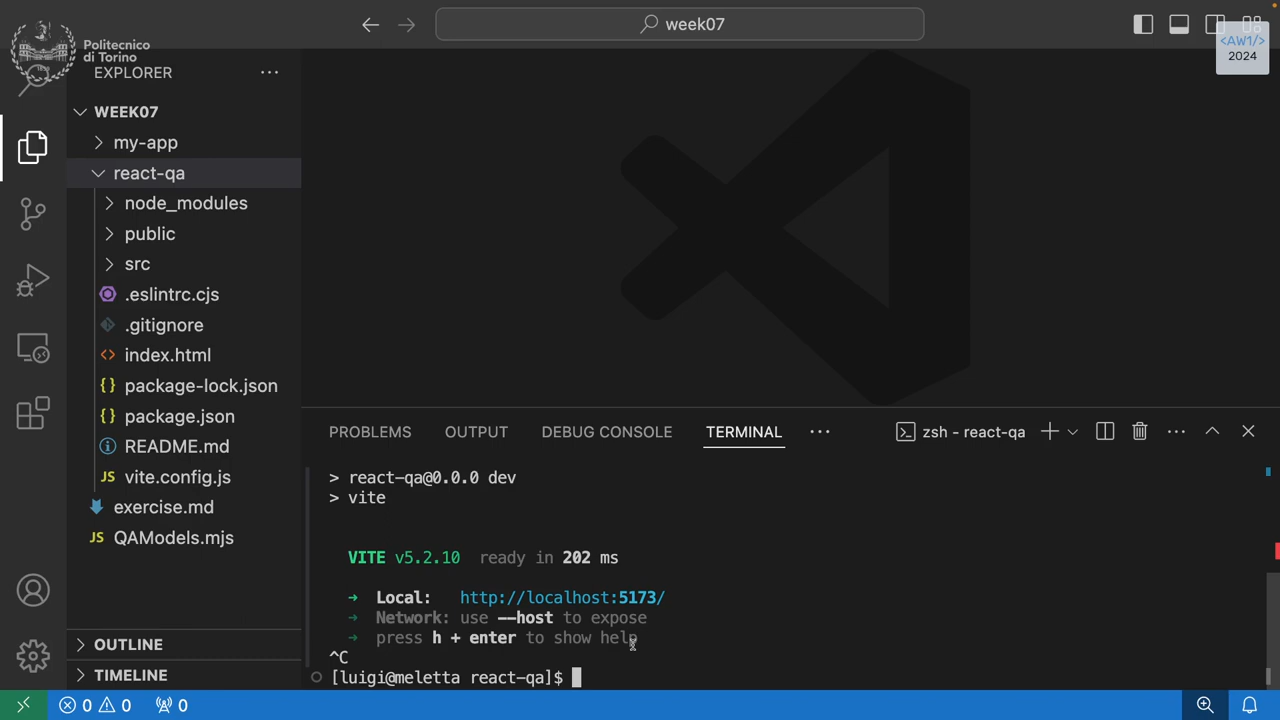 week07
Politecnico
di Torino
<AW1/>
2024
EXPLORER
WEEK07
my-app
react-qa
node_modules
public
src
.eslintrc.cjs
.gitignore
index.html
package-lock.json
package.json
README.md
JS vite.config.js
exercise.md
JS QAModels.mjs
OUTLINE
TIMELINE
PROBLEMS OUTPUT DEBUG CONSOLE TERMINAL zsh - react-qa
> react-qa@0.0.0 dev
> vite
VITE v5.2.10 ready in 202 ms
➜ Local: http://localhost:5173/
➜ Network: use --host to expose
➜ press h + enter to show help
^C
[luigi@meletta react-qa]$
0 0 0